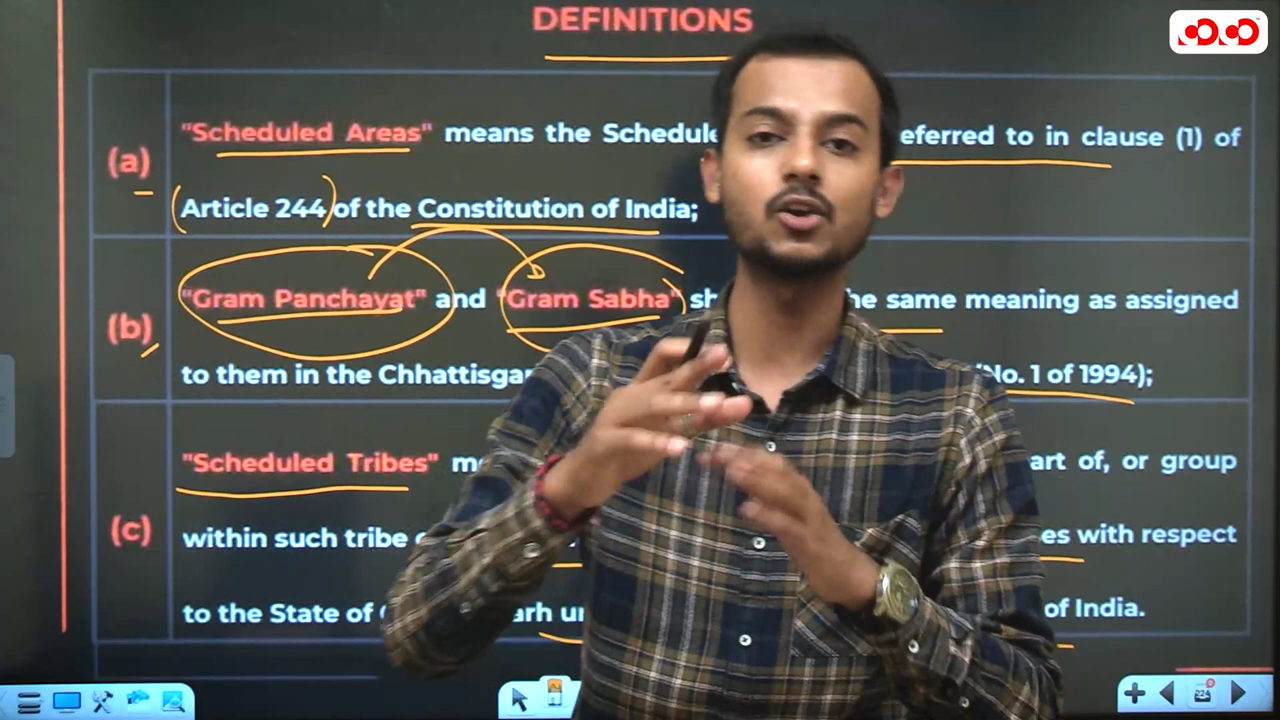 DEFINITIONS
(a)
"Scheduled Areas" means the Schedule eferred to in clause (1) of
Article 244 of the Constitution of India;
(b)
"Gram Panchayat" and "Gram Sabha" sh he same meaning as assigned
to them in the Chhattisgar (No. 1 of 1994);
(c)
"Scheduled Tribes" me art of, or group
within such tribe es with respect
to the State of arh un of India.
224